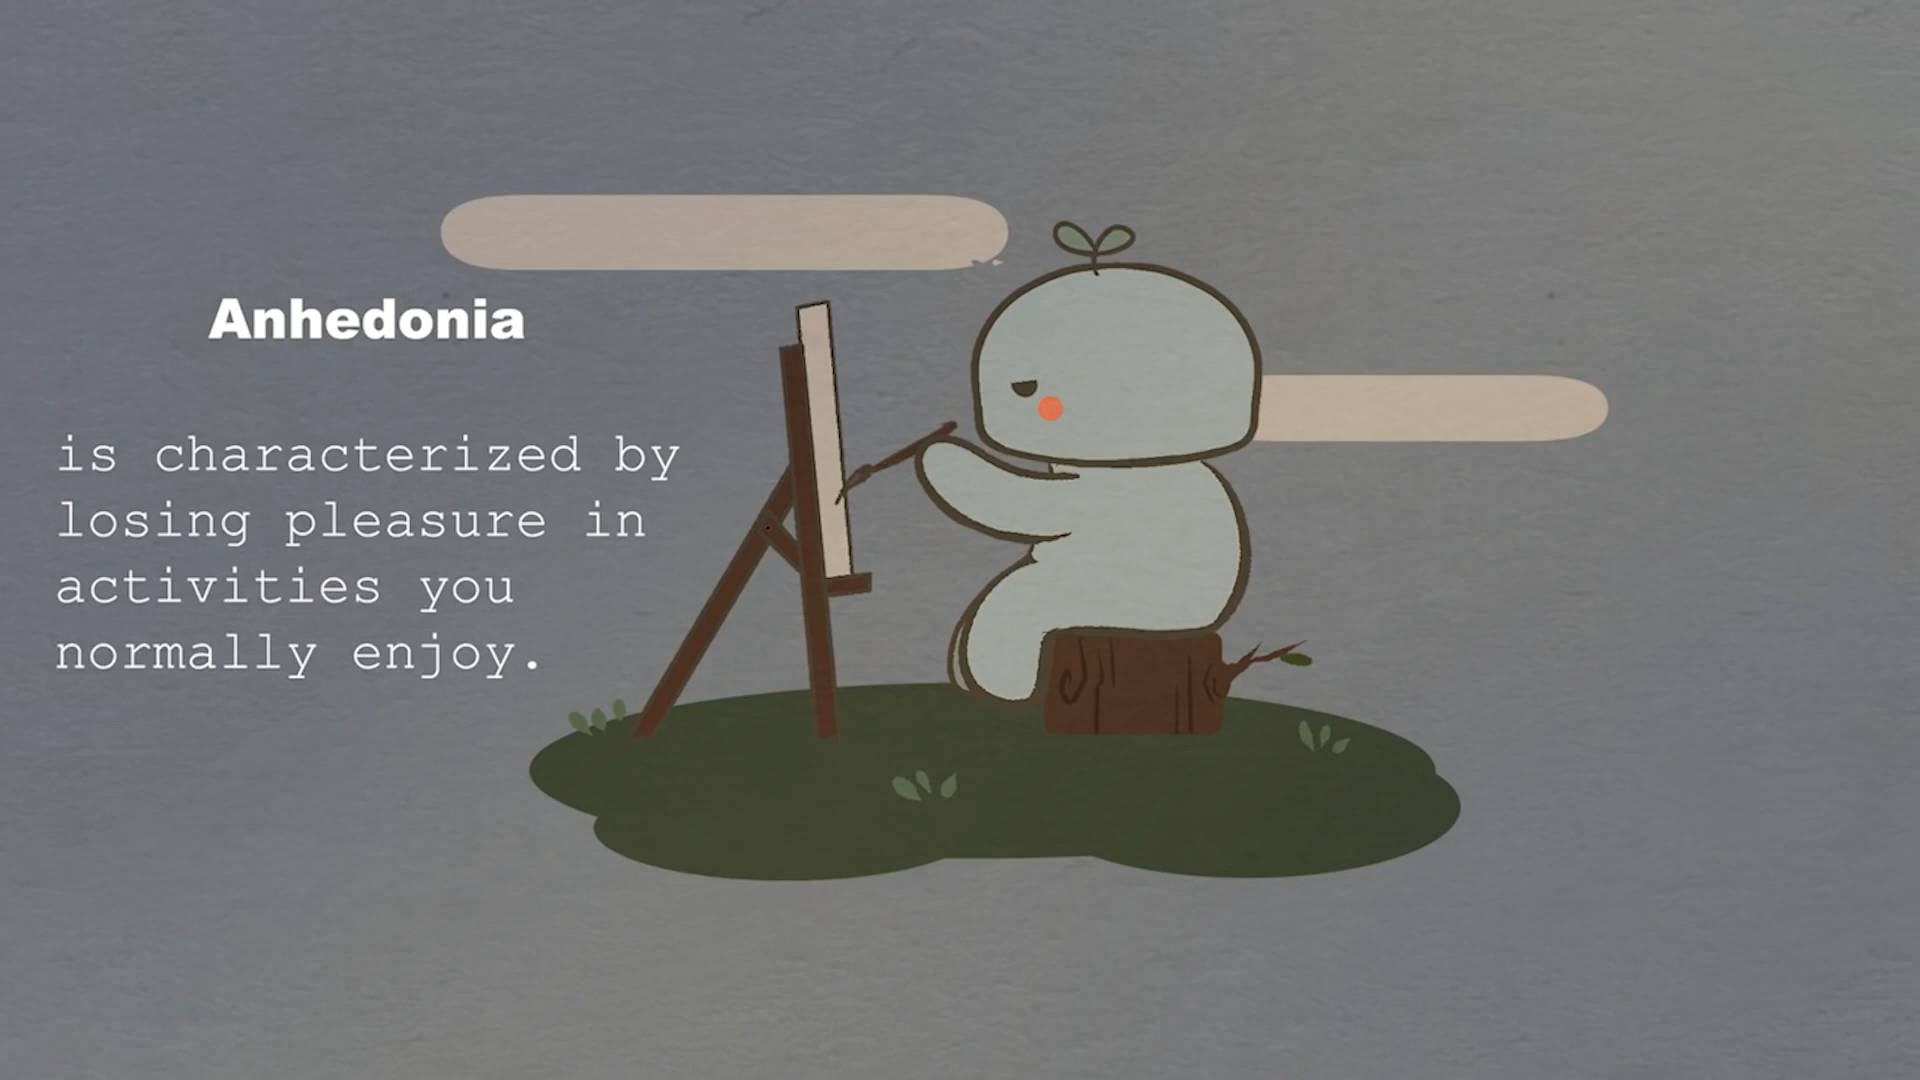 Anhedonia
is characterized by
losing pleasure in
activities you
normally enjoy.